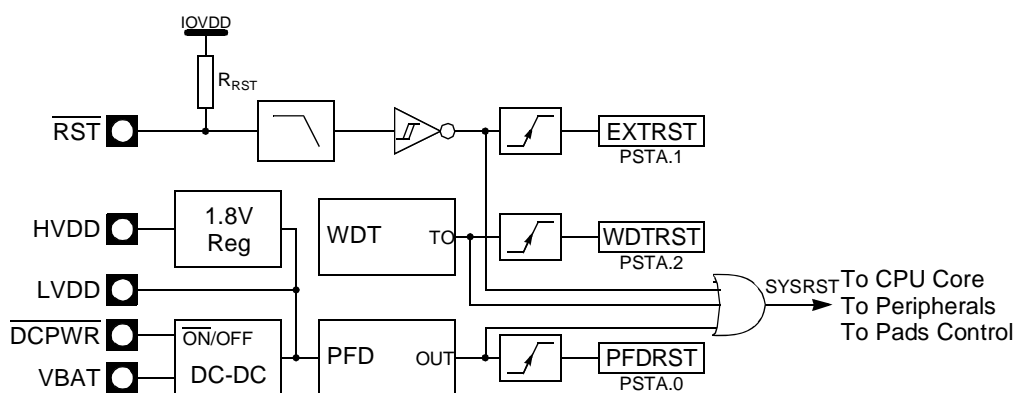 IOVDD
RRST
RST
EXTRST
PSTA.1
HVDD
1.8V
Reg
WDT
TO
WDTRST
PSTA.2
LVDD
SYSRST
To CPU Core
To Peripherals
To Pads Control
DCPWR
ON/OFF
DC-DC
VBAT
PFD
OUT
PFDRST
PSTA.0